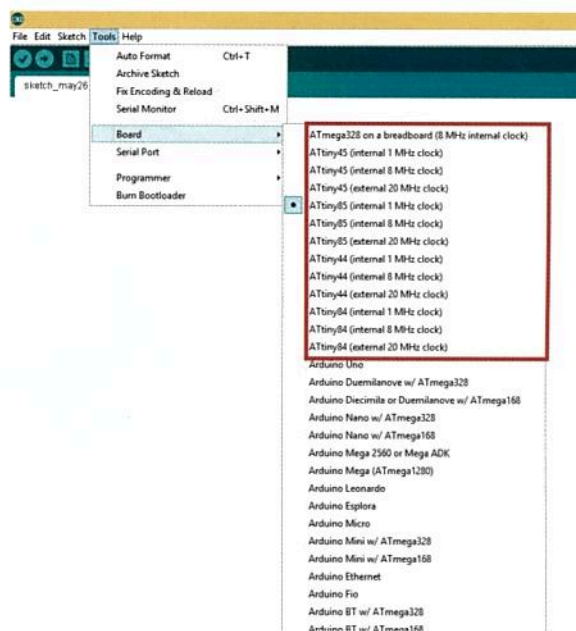 File Edit Sketch Tools Help
sketch_may26
Auto Format Ctrl+T
Archive Sketch
Fix Encoding & Reload
Serial Monitor Ctrl+Shift+M
Board
Serial Port
Programmer
Burn Bootloader
ATmega328 on a breadboard (8 MHz internal clock)
ATtiny45 (internal 1 MHz clock)
ATtiny45 (internal 8 MHz clock)
ATtiny45 (external 20 MHz clock)
ATtiny85 (internal 1 MHz clock)
ATtiny85 (internal 8 MHz clock)
ATtiny85 (external 20 MHz clock)
ATtiny44 (internal 1 MHz clock)
ATtiny44 (internal 8 MHz clock)
ATtiny44 (external 20 MHz clock)
ATtiny84 (internal 1 MHz clock)
ATtiny84 (internal 8 MHz clock)
ATtiny84 (external 20 MHz clock)
Arduino Uno
Arduino Duemilanove w/ ATmega328
Arduino Diecimila or Duemilanove w/ ATmega168
Arduino Nano w/ ATmega328
Arduino Nano w/ ATmega168
Arduino Mega 2560 or Mega ADK
Arduino Mega (ATmega1280)
Arduino Leonardo
Arduino Esplora
Arduino Micro
Arduino Mini w/ ATmega328
Arduino Mini w/ ATmega168
Arduino Ethernet
Arduino Fio
Arduino BT w/ ATmega328
Arduino BT w/ ATmega168